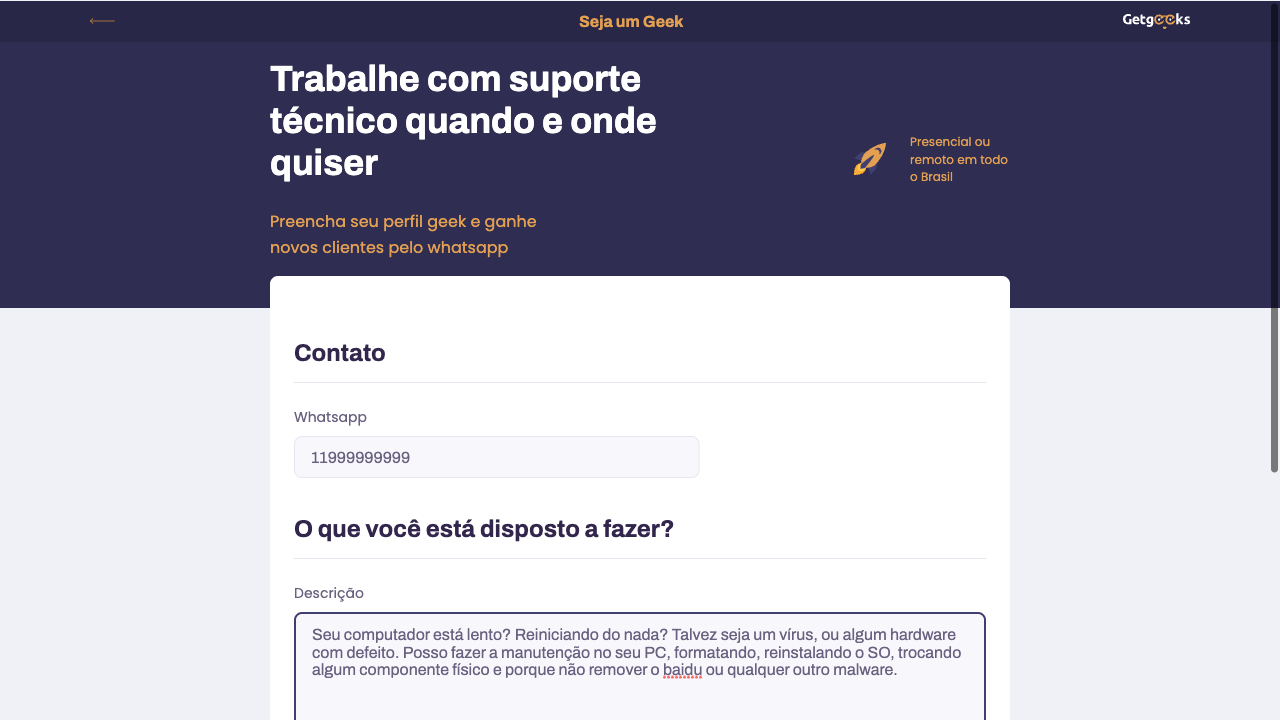 Seja um Geek
Getgeeks
Trabalhe com suporte
técnico quando e onde
quiser
Presencial ou
remoto em todo
o Brasil
Preencha seu perfil geek e ganhe
novos clientes pelo whatsapp
Contato
Whatsapp
11999999999
O que você está disposto a fazer?
Descrição
Seu computador está lento? Reiniciando do nada? Talvez seja um vírus, ou algum hardware
com defeito. Posso fazer a manutenção no seu PC, formatando, reinstalando o SO, trocando
algum componente físico e porque não remover o baidu ou qualquer outro malware.